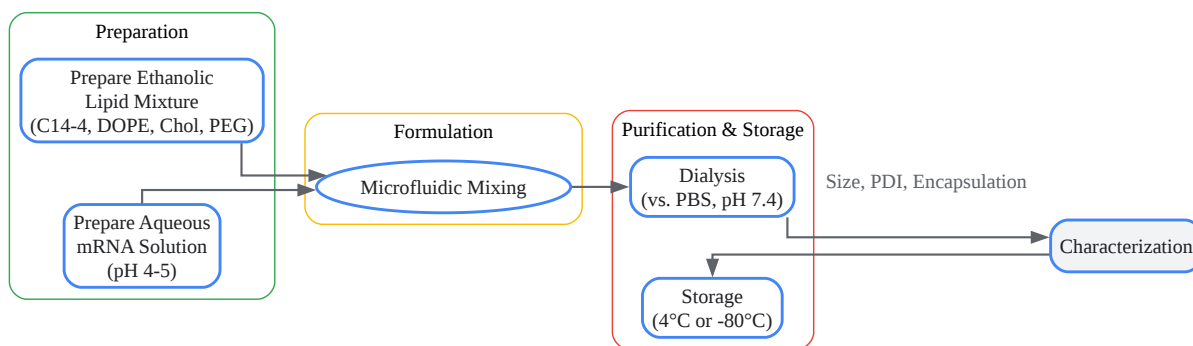 Preparation
Prepare Ethanolic
Lipid Mixture
(C14-4, DOPE, Chol, PEG)
Prepare Aqueous
mRNA Solution
(pH 4-5)
Formulation
Microfluidic Mixing
Purification & Storage
Dialysis
(vs. PBS, pH 7.4)
Storage
(4°C or -80°C)
Size, PDI, Encapsulation
Characterization